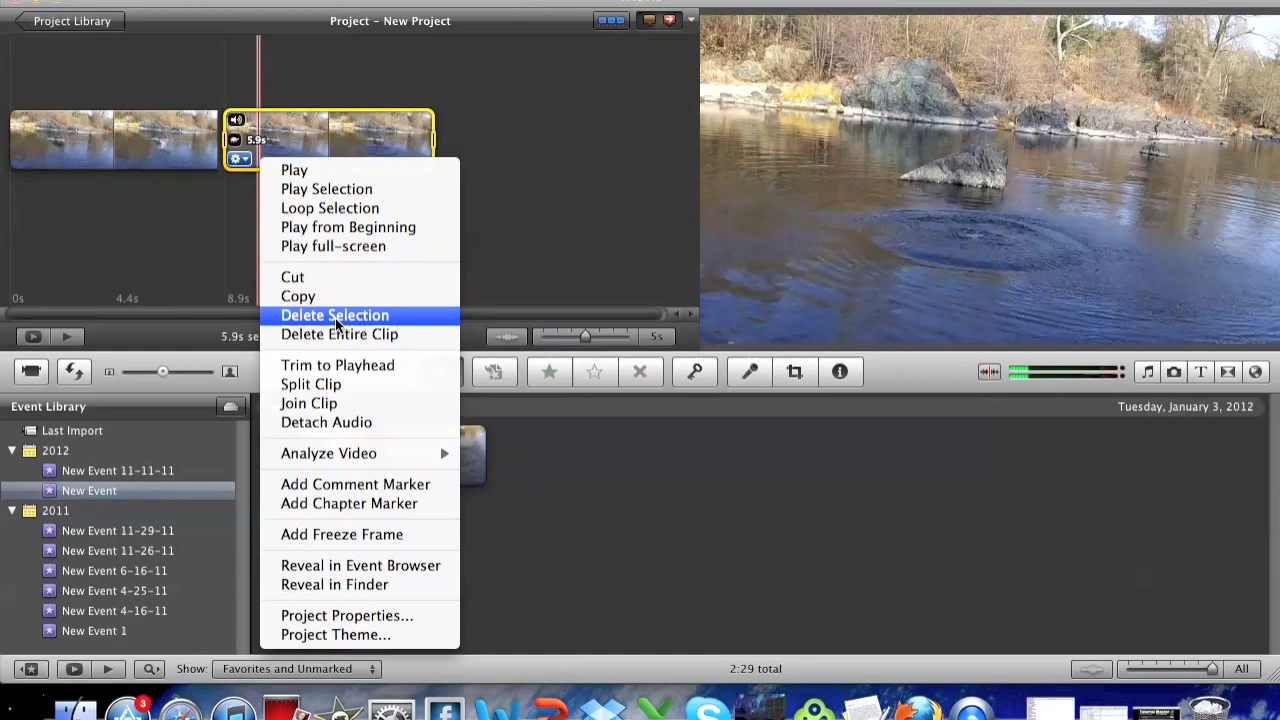 Project Library
Project - New Project
5.9s
Play
Play Selection
Loop Selection
Play from Beginning
Play full-screen
Cut
Copy
Delete Selection
Delete Entire Clip
Trim to Playhead
Split Clip
Join Clip
Detach Audio
Analyze Video
Add Comment Marker
Add Chapter Marker
Add Freeze Frame
Reveal in Event Browser
Reveal in Finder
Project Properties...
Project Theme...
0s
4.4s
8.9s
5.9s se
5s
T
Event Library
Tuesday, January 3, 2012
Last Import
2012
New Event 11-11-11
New Event
2011
New Event 11-29-11
New Event 11-26-11
New Event 6-16-11
New Event 4-25-11
New Event 4-16-11
New Event 1
Show:
Favorites and Unmarked
2:29 total
All
3